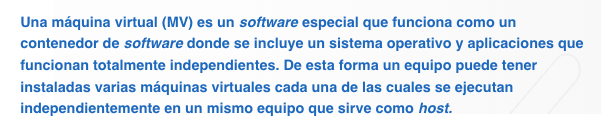 Una máquina virtual (MV) es un software especial que funciona como un
contenedor de software donde se incluye un sistema operativo y aplicaciones que
funcionan totalmente independientes. De esta forma un equipo puede tener
instaladas varias máquinas virtuales cada una de las cuales se ejecutan
independientemente en un mismo equipo que sirve como host.